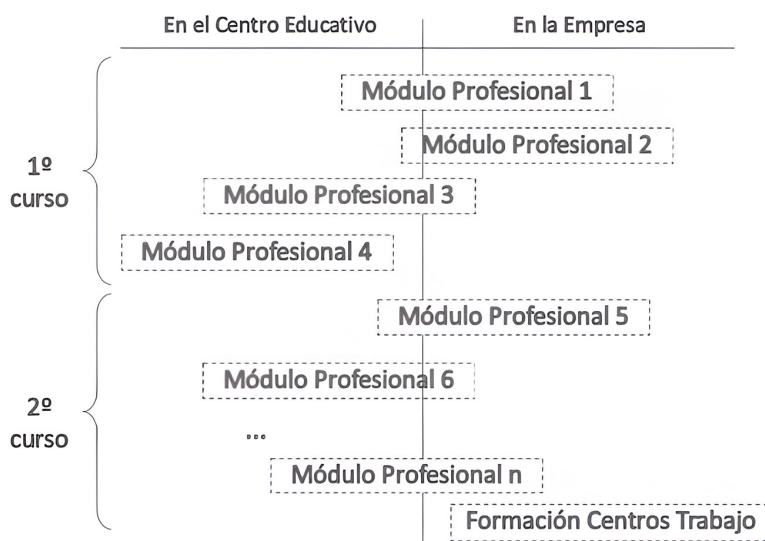 En el Centro Educativo
En la Empresa
1º
curso
Módulo Profesional 1
Módulo Profesional 2
Módulo Profesional 3
Módulo Profesional 4
2º
curso
Módulo Profesional 5
Módulo Profesional 6
...
Módulo Profesional n
Formación Centros Trabajo